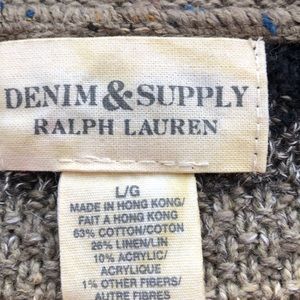 DENIM & SUPPLY
RALPH LAUREN
L/G
MADE IN HONG KONG/
FAIT A HONG KONG
63% COTTON/COTON
26% LINEN/LIN
10% ACRYLIC/
ACRYLIQUE
1% OTHER FIBERS/
AUTRE FIBRES